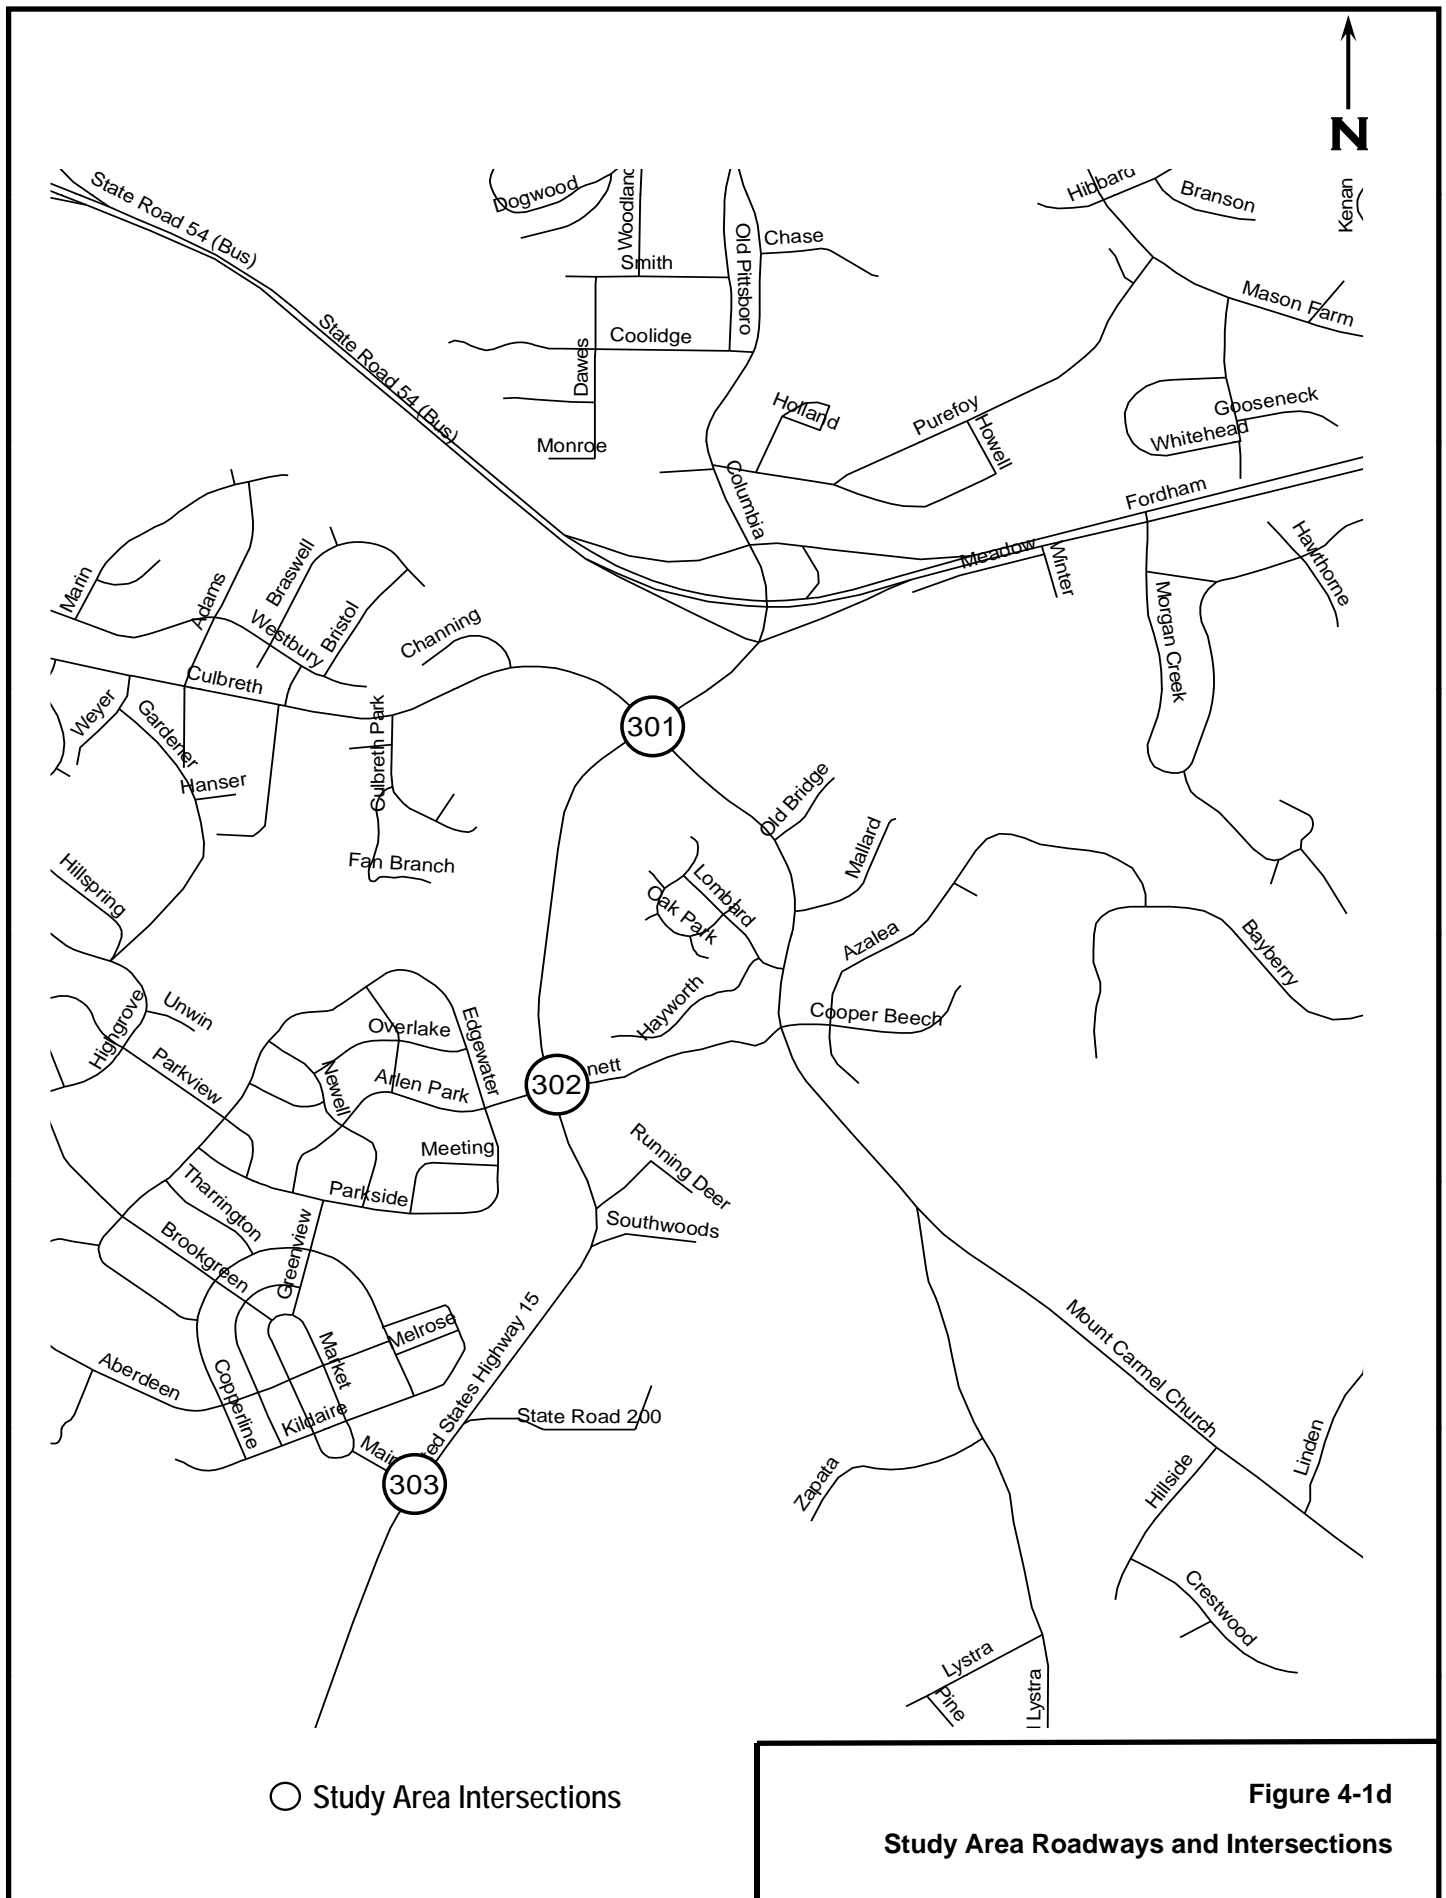 N
State Road 54 (Bus)
Dogwood
Woodland
Hibbard
Branson
Kenan
Old Pittsboro
Chase
Smith
Mason Farm
State Road 54 (Bus)
Coolidge
Dawes
Holland
Purefoy
Howell
Gooseneck
Whitehead
Monroe
Columbia
Fordham
Meadow
Winter
Hawthorne
Marin
Adams
Braswell
Westbury
Bristol
Channing
Morgan Creek
Culbreth
Weyer
Gardener
Culbreth Park
Hanser
301
Old Bridge
Mallard
Fan Branch
Hillspring
Lombard
Oak Park
Azalea
Bayberry
Highgrove
Unwin
Hayworth
Cooper Beech
Overlake
Edgewater
Parkview
Newell
Arlen Park
302
nett
Meeting
Running Deer
Tharrington
Parkside
Southwoods
Brookgreen
Greenview
Mount Carmel Church
Market
Melrose
Aberdeen
Copperline
Kildaire
ted States Highway 15
State Road 200
Main
303
Zapata
Hillside
Linden
Crestwood
Lystra
Pine
Lystra
Study Area Intersections
Figure 4-1d
Study Area Roadways and Intersections